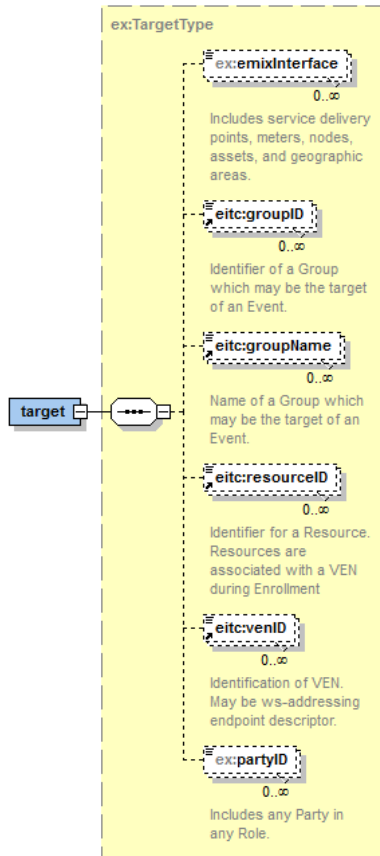 ex:TargetType
ex:emixInterface
0..∞
Includes service delivery
points, meters, nodes,
assets, and geographic
areas.
eitc:groupID
0..∞
Identifier of a Group
which may be the target
of an Event.
eitc:groupName
0..∞
Name of a Group which
may be the target of an
Event.
target
eitc:resourceID
0..∞
Identifier for a Resource.
Resources are
associated with a VEN
during Enrollment
eitc:venID
0..∞
Identification of VEN.
May be ws-addressing
endpoint descriptor.
ex:partyID
0..∞
Includes any Party in
any Role.